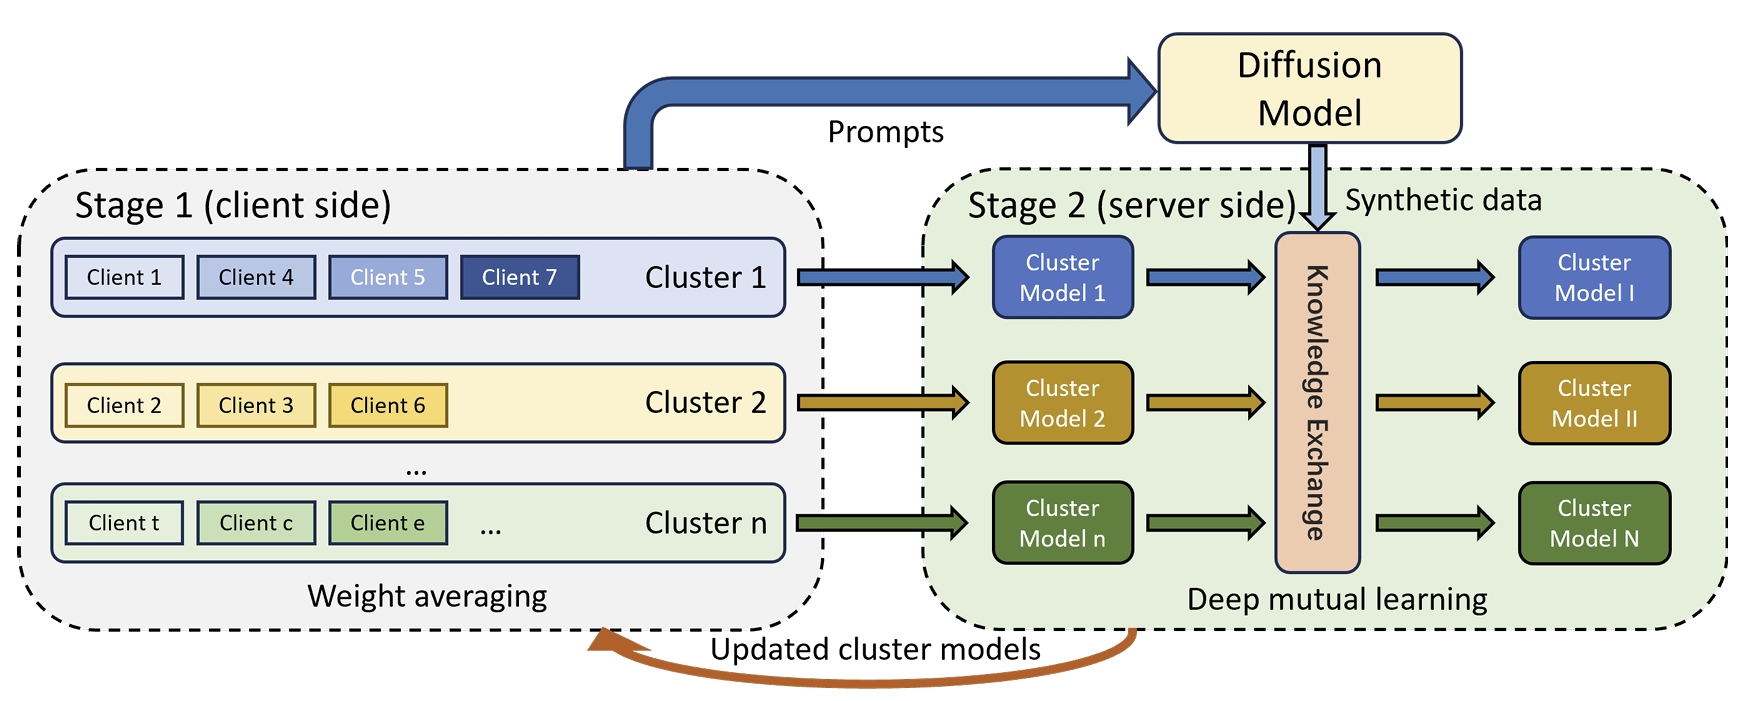 Diffusion
Model
Prompts
Stage 1 (client side)
Client 1
Client 4
Client 5
Client 7
Cluster 1
Client 2
Client 3
Client 6
Cluster 2
...
Client t
Client c
Client e
...
Cluster n
Weight averaging
Stage 2 (server side)
Synthetic data
Cluster
Model 1
Cluster
Model 2
Cluster
Model n
Knowledge Exchange
Cluster
Model I
Cluster
Model II
Cluster
Model N
Deep mutual learning
Updated cluster models